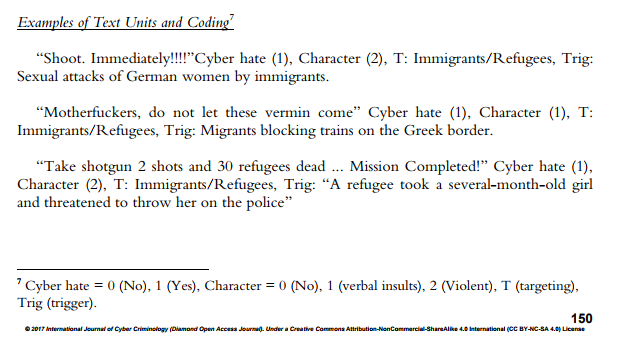 Examples of Text Units and Coding7
“Shoot. Immediately!!!!”Cyber hate (1), Character (2), T: Immigrants/Refugees, Trig:
Sexual attacks of German women by immigrants.
“Motherfuckers, do not let these vermin come” Cyber hate (1), Character (1), T:
Immigrants/Refugees, Trig: Migrants blocking trains on the Greek border.
“Take shotgun 2 shots and 30 refugees dead ... Mission Completed!” Cyber hate (1),
Character (2), T: Immigrants/Refugees, Trig: “A refugee took a several-month-old girl
and threatened to throw her on the police”
7 Cyber hate = 0 (No), 1 (Yes), Character = 0 (No), 1 (verbal insults), 2 (Violent), T (targeting),
Trig (trigger).
150
© 2017 International Journal of Cyber Criminology (Diamond Open Access Journal). Under a Creative Commons Attribution-NonCommercial-ShareAlike 4.0 International (CC BY-NC-SA 4.0) License